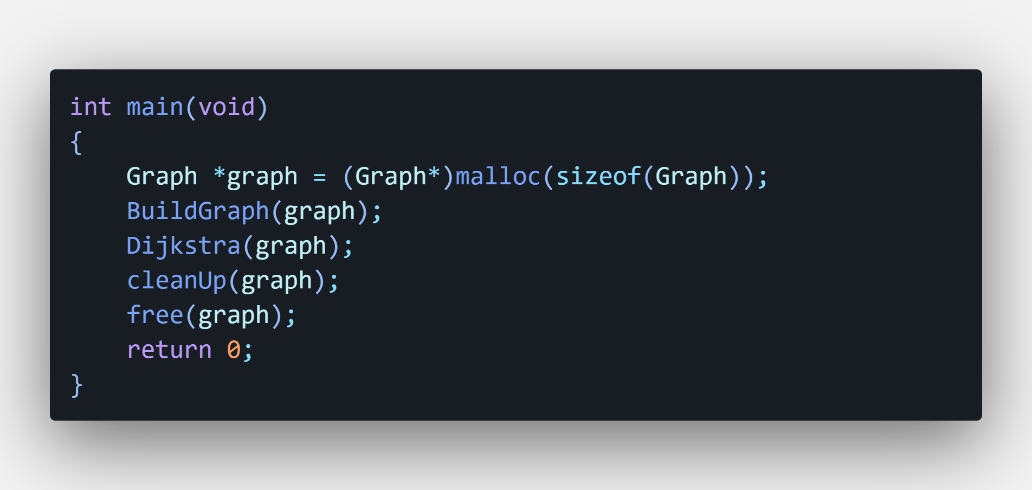 int main(void)
{
    Graph *graph = (Graph*)malloc(sizeof(Graph));
    BuildGraph(graph);
    Dijkstra(graph);
    cleanUp(graph);
    free(graph);
    return 0;
}